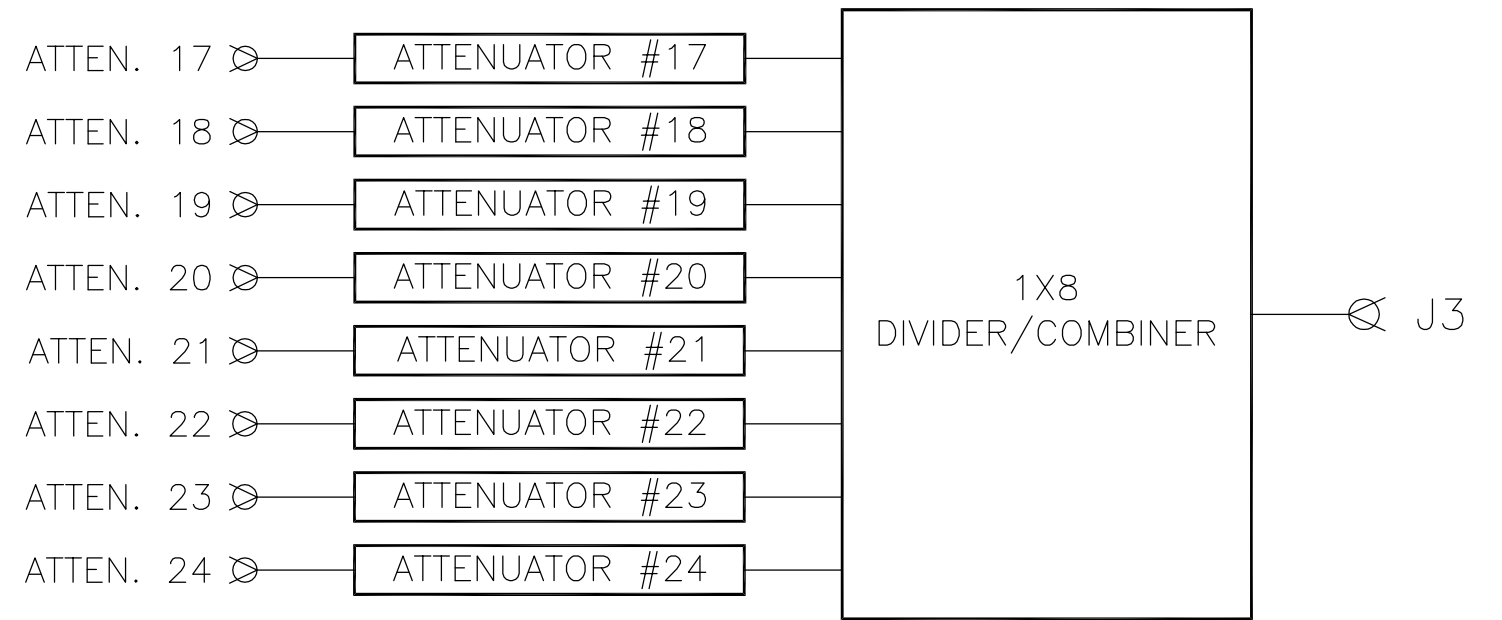 ATTEN. 17
ATTENUATOR #17
ATTEN. 18
ATTENUATOR #18
ATTEN. 19
ATTENUATOR #19
ATTEN. 20
ATTENUATOR #20
ATTEN. 21
ATTENUATOR #21
ATTEN. 22
ATTENUATOR #22
ATTEN. 23
ATTENUATOR #23
ATTEN. 24
ATTENUATOR #24
1X8
DIVIDER/COMBINER
J3